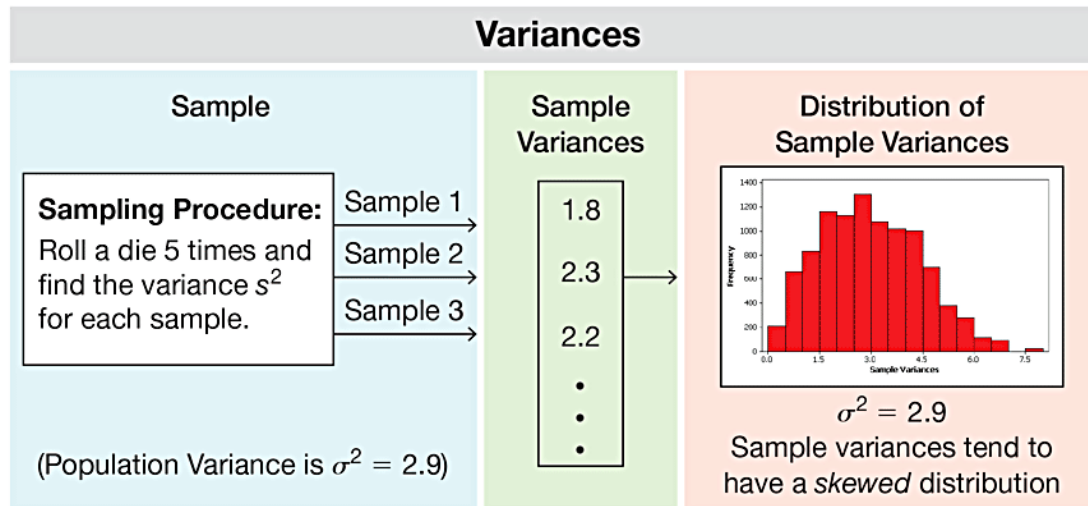 Variances
Sample
Sampling Procedure:
Roll a die 5 times and
find the variance s²
for each sample.
Sample 1
Sample 2
Sample 3
(Population Variance is σ² = 2.9)
Sample
Variances
1.8
2.3
2.2
Distribution of
Sample Variances
Frequency
1400
1200
1000
800
600
400
200
0
0.0 1.5 3.0 4.5 6.0 7.5
Sample Variances
σ² = 2.9
Sample variances tend to
have a skewed distribution